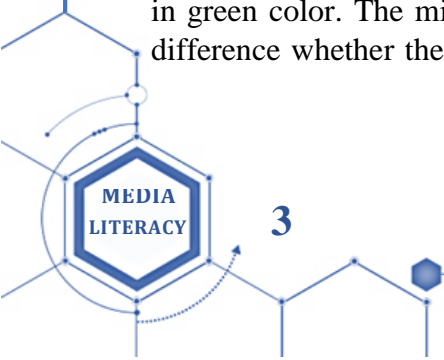 in green color. The mi
difference whether the
MEDIA
LITERACY
3